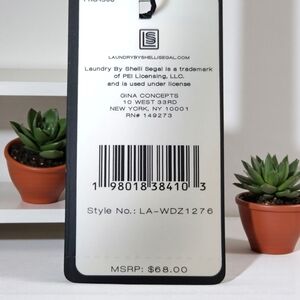 LS
LAUNDRYBYSHELLISEGAL.COM
Laundry By Shelli Segal is a trademark
of PEI Licensing, LLC.
and is used under license
GINA CONCEPTS
10 WEST 33RD
NEW YORK, NY 10001
RN# 149273
1 98018 38410 3
Style No.: LA-WDZ1276
MSRP: $68.00